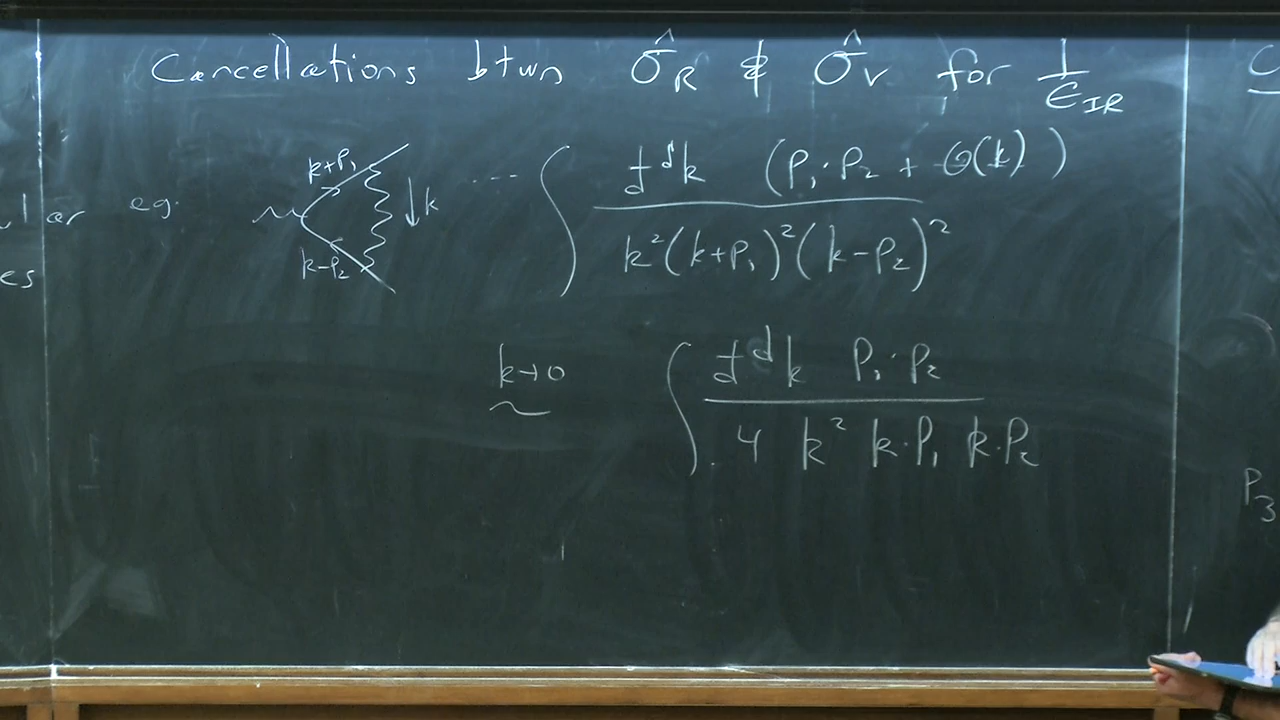 Cancellations btwn σ̂_R & σ̂_V for 1/ε_IR
eg. k+p₁ k-p₂ ↓k ... ∫ đ^d k (p₁·p₂ + O(k)) / k²(k+p₁)²(k-p₂)²
k→0 ~ ∫ đ^d k p₁·p₂ / 4 k² k·p₁ k·p₂
es
P₃